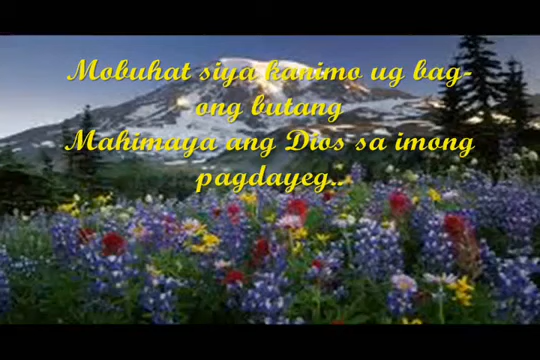 Mobuhat siya kanimo ug bag-
ong butang
Mahimaya ang Dios sa imong
pagdayeg..